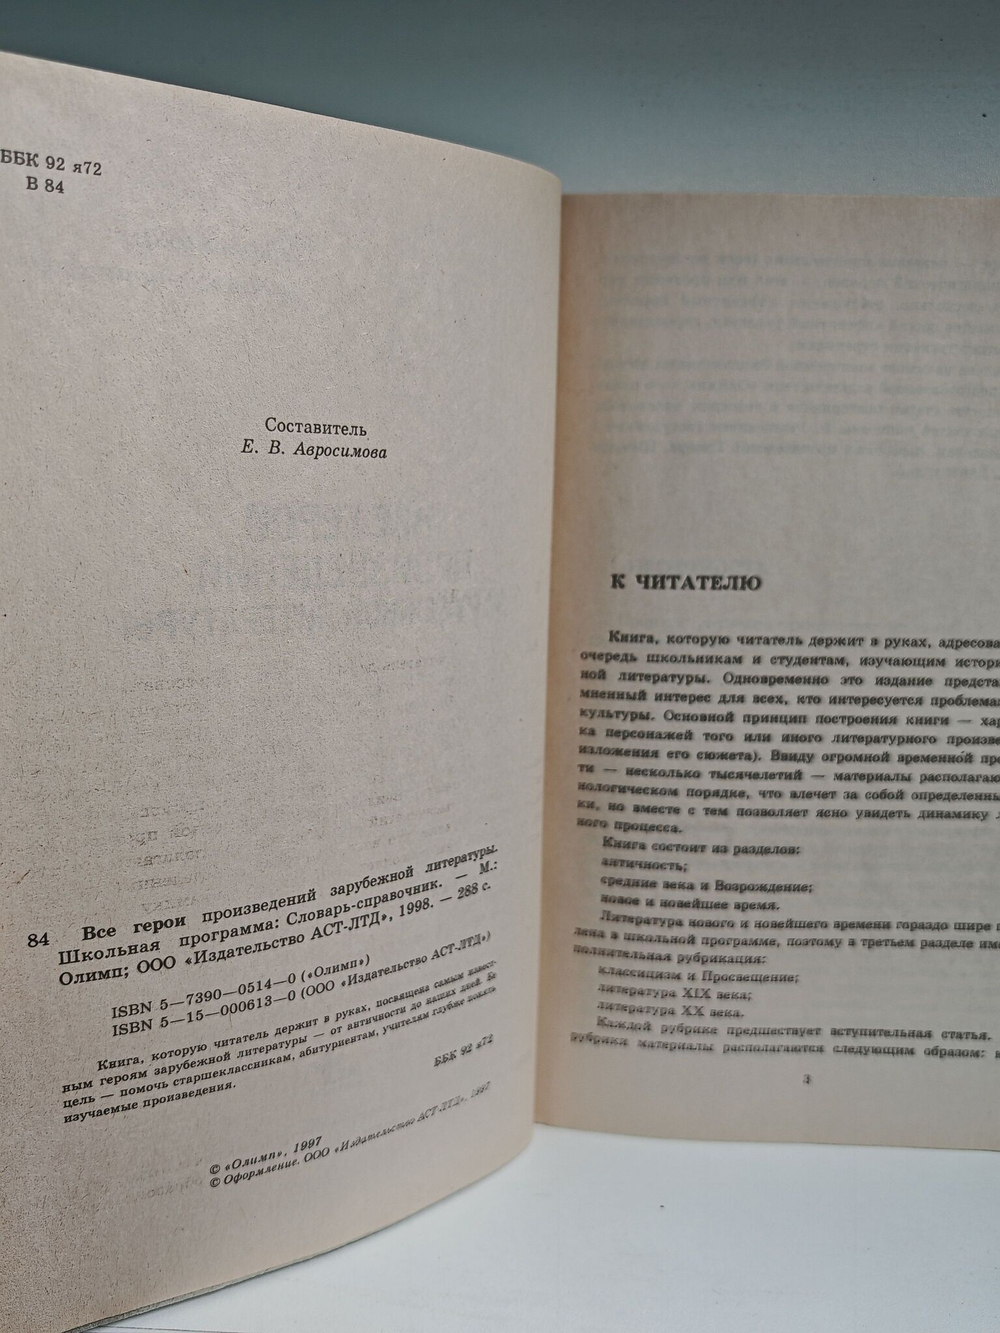 ББК 92 я72
В 84
Составитель
Е. В. Авросимова
84 Все герои произведений зарубежной литературы.
Школьная программа: Словарь-справочник. — М.:
Олимп; ООО «Издательство АСТ-ЛТД», 1998. — 288 с.
ISBN 5—7390—0514—0 («Олимп»)
ISBN 5—15—000613—0 (ООО «Издательство АСТ-ЛТД»)
Книга, которую читатель держит в руках, посвящена самым извест-
ным героям зарубежной литературы — от античности до наших дней. Ее
цель — помочь старшеклассникам, абитуриентам, учителям глубже понять
изучаемые произведения.
ББК 92 я72
© «Олимп», 1997
© Оформление. ООО «Издательство АСТ-ЛТД», 1997
К ЧИТАТЕЛЮ
Книга, которую читатель держит в руках, адресова
очередь школьникам и студентам, изучающим истори
ной литературы. Одновременно это издание предста
мненный интерес для всех, кто интересуется проблема
культуры. Основной принцип построения книги — хар
ка персонажей того или иного литературного произве
изложения его сюжета). Ввиду огромной временной про
ти — несколько тысячелетий — материалы располагаю
нологическом порядке, что влечет за собой определенны
ки, но вместе с тем позволяет ясно увидеть динамику
ного процесса.
Книга состоит из разделов:
античность;
средние века и Возрождение;
новое и новейшее время.
Литература нового и новейшего времени гораздо шире
лена в школьной программе, поэтому в третьем разделе име
полнительная рубрикация:
классицизм и Просвещение;
литература XIX века;
литература XX века.
Каждой рубрике предшествует вступительная статья.
рубрики материалы располагаются следующим образом:
3